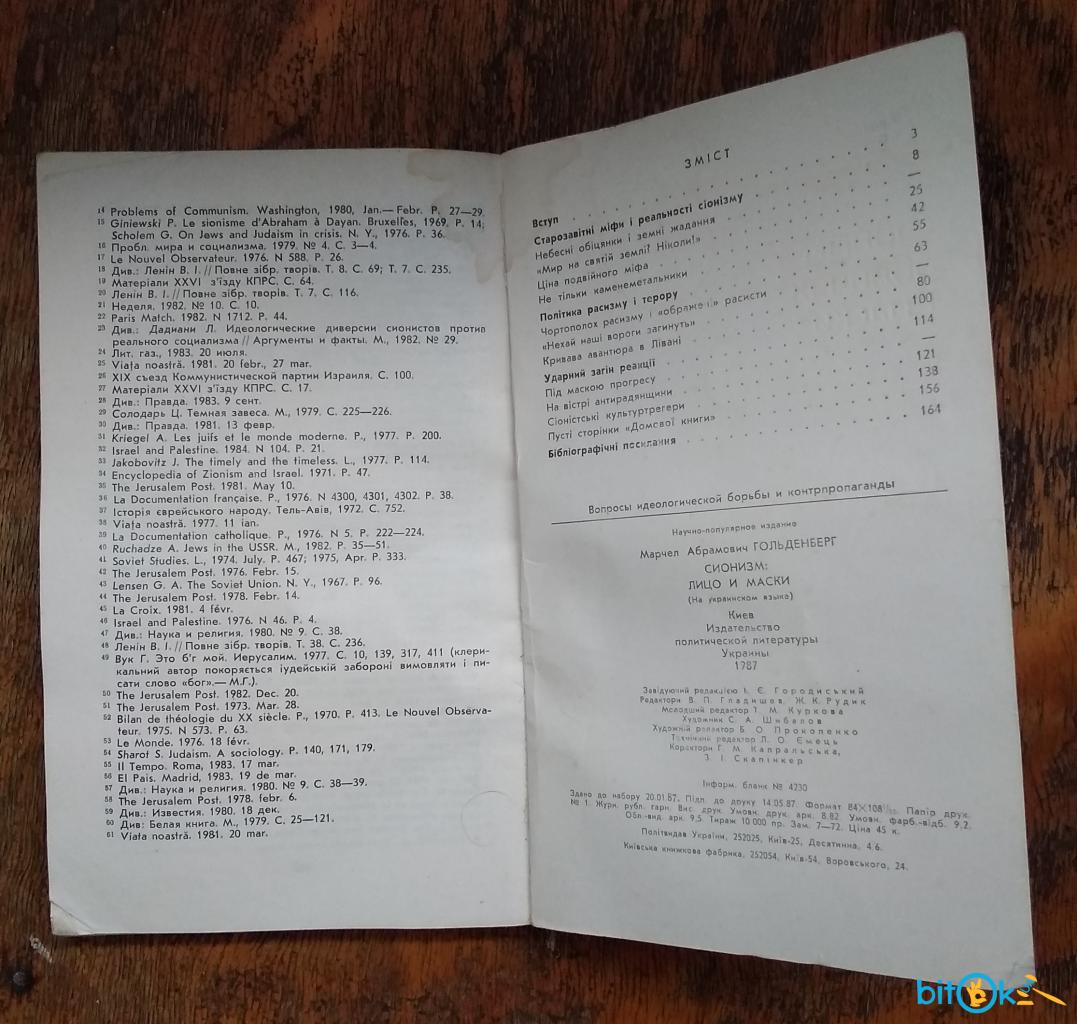 14 Problems of Communism. Washington, 1980, Jan.— Febr. P. 27—29.
15 Giniewski P. Le sionisme d'Abraham à Dayan. Bruxelles, 1969. P. 14;
Scholem G. On Jews and Judaism in crisis. N. Y., 1976. P. 36.
16 Пробл. мира и социализма. 1979. № 4. С. 3—4.
17 Le Nouvel Observateur. 1976. N 588. P. 26.
18 Див.: Ленін В. І. // Повне зібр. творів. Т. 8. С. 69; Т. 7. С. 235.
19 Матеріали XXVI з'їзду КПРС. С. 64.
20 Ленін В. І. // Повне зібр. творів. Т. 7. С. 116.
21 Неделя. 1982. № 10. С. 10.
22 Paris Match. 1982. N 1712. P. 44.
23 Див.: Дадиани Л. Идеологические диверсии сионистов против
реального социализма // Аргументы и факты. М., 1982. № 29.
24 Лит. газ., 1983. 20 июля.
25 Viața noastră. 1981. 20 febr., 27 mar.
26 XIX съезд Коммунистической партии Израиля. С. 100.
27 Матеріали XXVI з'їзду КПРС. С. 17.
28 Див.: Правда. 1983. 9 сент.
29 Солодарь Ц. Темная завеса. М., 1979. С. 225—226.
30 Див.: Правда. 1981. 13 февр.
31 Kriegel A. Les juifs et le monde moderne. P., 1977. P. 200.
32 Israel and Palestine. 1984. N 104. P. 21.
33 Jakobovitz J. The timely and the timeless. L., 1977. P. 114.
34 Encyclopedia of Zionism and Israel. 1971. P. 47.
35 The Jerusalem Post. 1981. May 10.
36 La Documentation française. P., 1976. N 4300, 4301, 4302. P. 38.
37 Історія єврейського народу. Тель-Авів, 1972. С. 752.
38 Viața noastră. 1977. 11 ian.
39 La Documentation catholique. P., 1976. N 5. P. 222—224.
40 Ruchadze A. Jews in the USSR. M., 1982. P. 35—51.
41 Soviet Studies. L., 1974. July. P. 467; 1975, Apr. P. 333.
42 The Jerusalem Post. 1976. Febr. 15.
43 Lensen G. A. The Soviet Union. N. Y., 1967. P. 96.
44 The Jerusalem Post. 1978. Febr. 14.
45 La Croix. 1981. 4 févr.
46 Israel and Palestine. 1976. N 46. P. 4.
47 Див.: Наука и религия. 1980. № 9. С. 38.
48 Ленін В. І. // Повне зібр. творів. Т. 38. С. 236.
49 Вук Г. Это б'г мой. Иерусалим. 1977. С. 10, 139, 317, 411 (клери-
кальний автор покоряється іудейській забороні вимовляти і пи-
сати слово «бог».— М.Г.).
50 The Jerusalem Post. 1982. Dec. 20.
51 The Jerusalem Post. 1973. Mar. 28.
52 Bilan de théologie du XX siècle. P., 1970. P. 413. Le Nouvel Observa-
teur. 1975. N 573. P. 63.
53 Le Monde. 1976. 18 févr.
54 Sharot S. Judaism. A sociology. P. 140, 171, 179.
55 Il Tempo. Roma, 1983. 17 mar.
56 El Pais. Madrid, 1983. 19 de mar.
57 Див.: Наука и религия. 1980. № 9. С. 38—39.
58 The Jerusalem Post. 1978. febr. 6.
59 Див.: Известия. 1980. 18 дек.
60 Див: Белая книга. М., 1979. С. 25—121.
61 Viața noastră. 1981. 20 mar.
ЗМІСТ
Вступ . . . 3
Старозавітні міфи і реальності сіонізму . . . 8
Небесні обіцянки і земні жадання . . . —
«Мир на святій землі? Ніколи!» . . . 25
Ціна подвійного міфа . . . 42
Не тільки каменеметальники . . . 55
Політика расизму і терору . . . 63
Чортополох расизму і «ображені» расисти . . . —
«Нехай наші вороги загинуть» . . . 80
Кривава авантюра в Лівані . . . 100
Ударний загін реакції . . . 114
Під маскою прогресу . . . —
На вістрі антирадянщини . . . 121
Сіоністські культуртрегери . . . 138
Пусті сторінки «Домової книги» . . . 156
Бібліографічні посилання . . . 164
Вопросы идеологической борьбы и контрпропаганды
Научно-популярное издание
Марчел Абрамович ГОЛЬДЕНБЕРГ
СИОНИЗМ:
ЛИЦО И МАСКИ
(На украинском языке)
Киев
Издательство
политической литературы
Украины
1987
Завідуючий редакцією І. Є. Городиський
Редактори В. П. Гладишев, Ж. К. Рудик
Молодший редактор Т. М. Куркова
Художник С. А. Шибалов
Художній редактор Б. О. Прокопенко
Технічний редактор Л. О. Ємець
Коректори Г. М. Капральська,
З. І. Скапінкер
Інформ. бланк № 4230
Здано до набору 20.01.87. Підп. до друку 14.05.87. Формат 84×108 1/32. Папір друк.
№ 1. Журн. рубл. гарн. Вис. друк. Умовн. друк. арк. 8,82. Умовн. фарб.-відб. 9,2.
Обл.-вид. арк. 9,5. Тираж 10 000 пр. Зам. 7—72. Ціна 45 к.
Політвидав України, 252025, Київ-25, Десятинна, 4/6.
Київська книжкова фабрика, 252054, Київ-54, Воровського, 24.
bitok